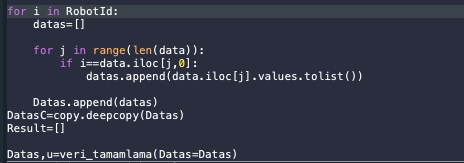 for i in RobotId:
    datas=[]

    for j in range(len(data)):
        if i==data.iloc[j,0]:
            datas.append(data.iloc[j].values.tolist())

    Datas.append(datas)
DatasC=copy.deepcopy(Datas)
Result=[]

Datas,u=veri_tamamlama(Datas=Datas)